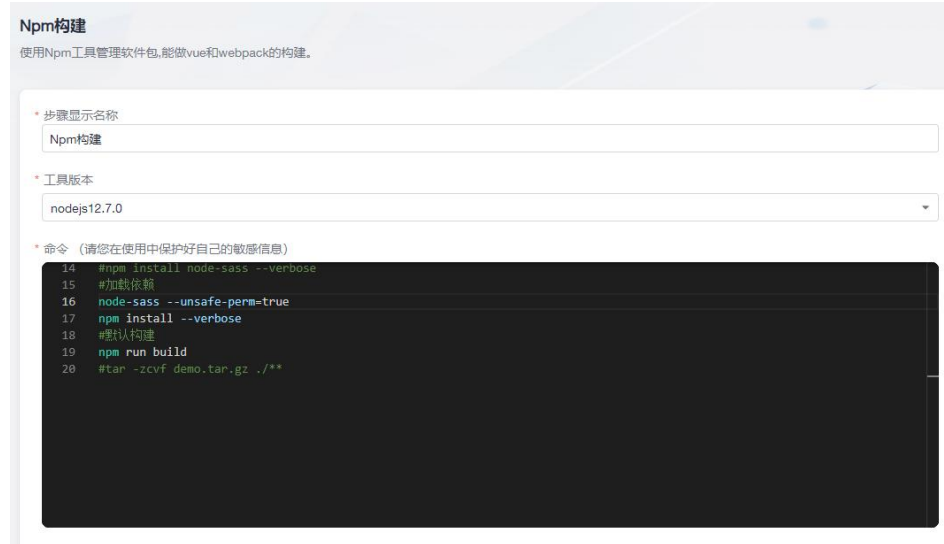 Npm构建
使用Npm工具管理软件包,能做vue和webpack的构建。
* 步骤显示名称
Npm构建
* 工具版本
nodejs12.7.0
* 命令 （请您在使用中保护好自己的敏感信息）
14 #npm install node-sass --verbose
15 #加载依赖
16 node-sass --unsafe-perm=true
17 npm install --verbose
18 #默认构建
19 npm run build
20 #tar -zcvf demo.tar.gz ./**